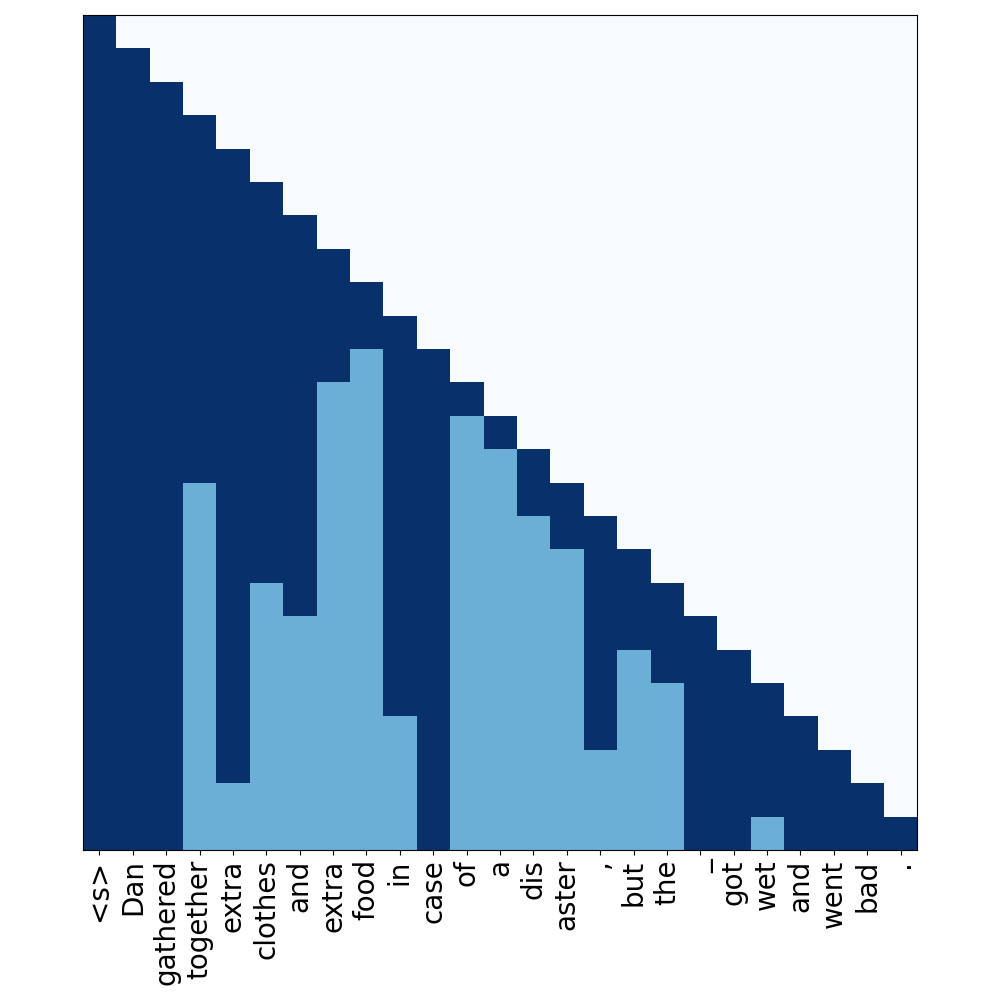 <s> Dan gathered together extra clothes and extra food in case of a dis aster , but the _ got wet and went bad .